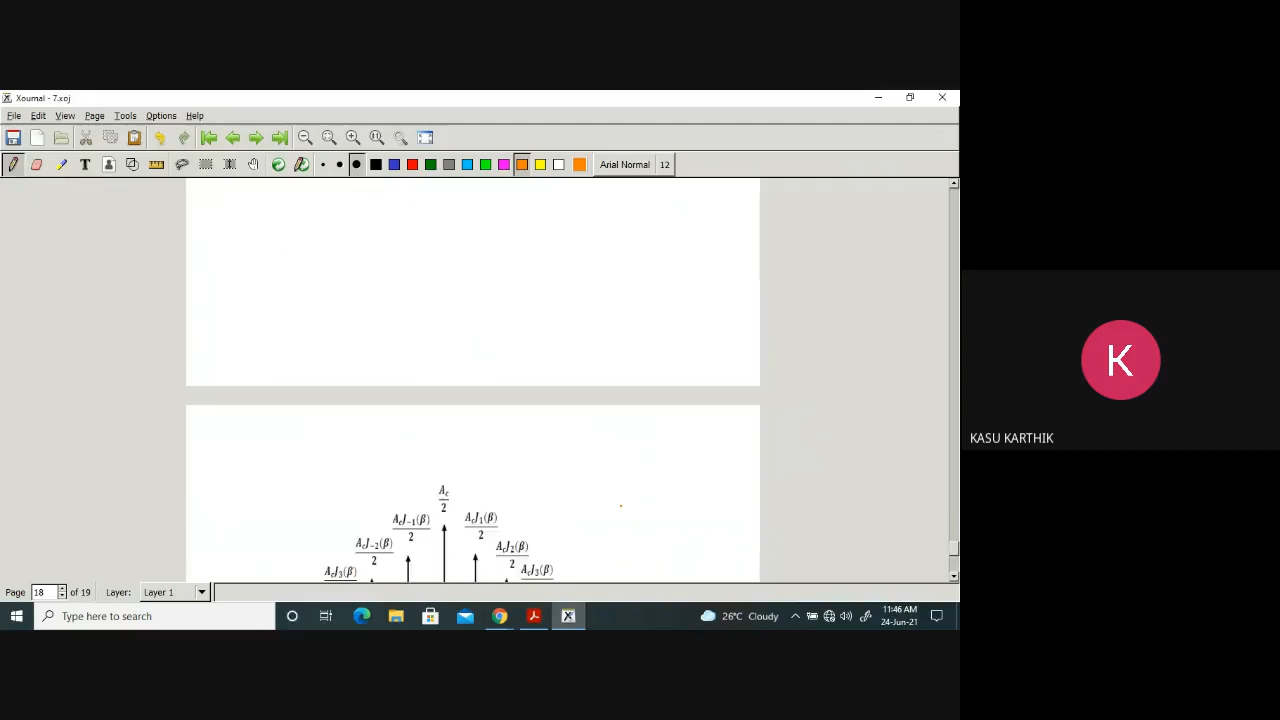 Xournal - 7.xoj
File Edit View Page Tools Options Help
T Arial Normal 12
A_c/2
A_cJ_{-1}(β)/2 A_cJ_1(β)/2
A_cJ_{-2}(β)/2 A_cJ_2(β)/2
A_cJ_3(β) A_cJ_3(β)
Page 18 of 19 Layer: Layer 1
Type here to search
26°C Cloudy
11:46 AM
24-Jun-21
K
KASU KARTHIK